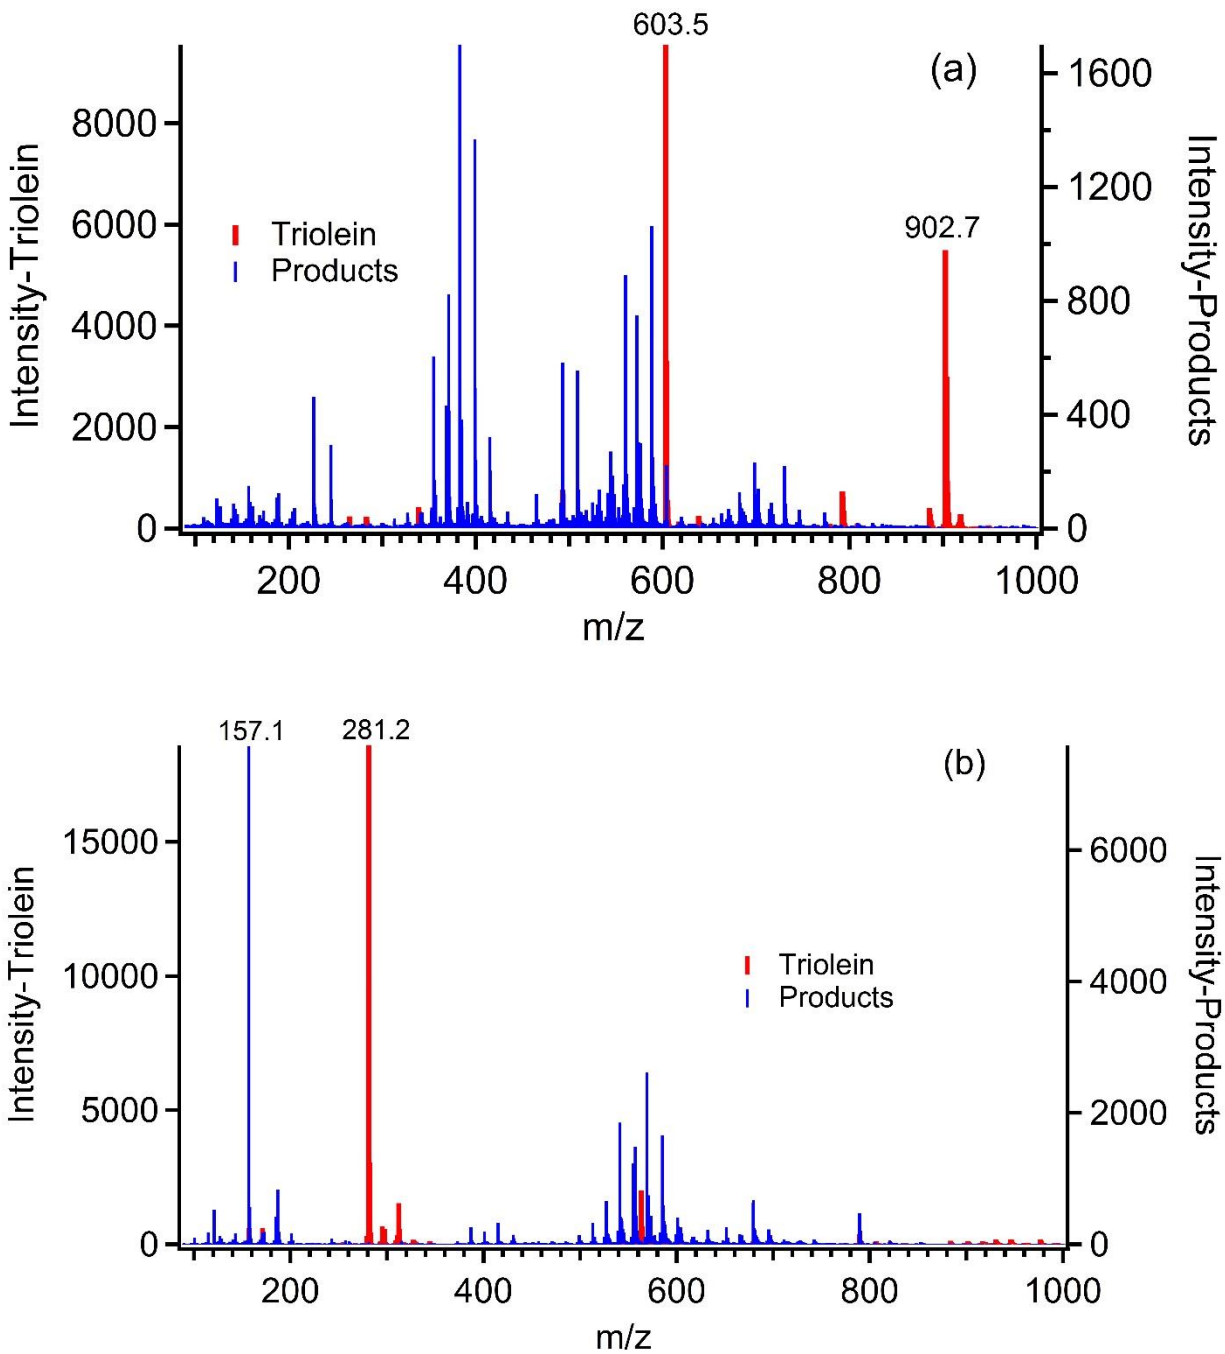 603.5
(a)
8000
1600
Intensity-Triolein
Intensity-Products
1200
6000
902.7
Triolein
Products
800
4000
2000
400
0
0
200 400 600 800 1000
m/z
157.1 281.2
(b)
15000
6000
Intensity-Triolein
Intensity-Products
Triolein
Products
10000
4000
5000
2000
0
0
200 400 600 800 1000
m/z